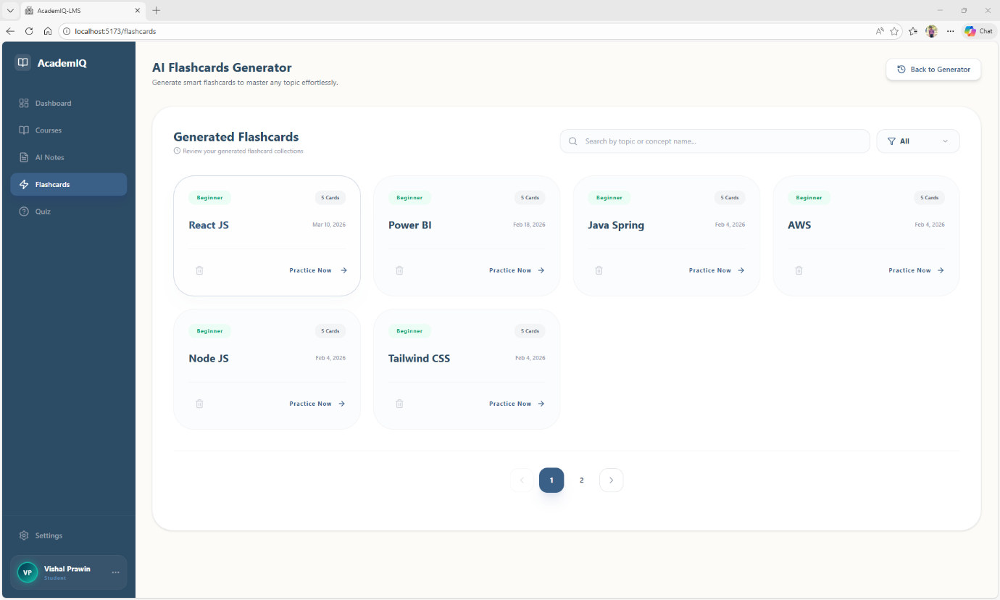 AcademIQ-LMS
localhost:5173/flashcards
Chat
AcademIQ
Dashboard
Courses
AI Notes
Flashcards
Quiz
Settings
VP
Vishal Prawin
Student
AI Flashcards Generator
Generate smart flashcards to master any topic effortlessly.
Back to Generator
Generated Flashcards
Review your generated flashcard collections
Search by topic or concept name...
All
Beginner 5 Cards
React JS Mar 10, 2026
Practice Now
Beginner 5 Cards
Power BI Feb 18, 2026
Practice Now
Beginner 5 Cards
Java Spring Feb 4, 2026
Practice Now
Beginner 5 Cards
AWS Feb 4, 2026
Practice Now
Beginner 5 Cards
Node JS Feb 4, 2026
Practice Now
Beginner 5 Cards
Tailwind CSS Feb 4, 2026
Practice Now
1 2